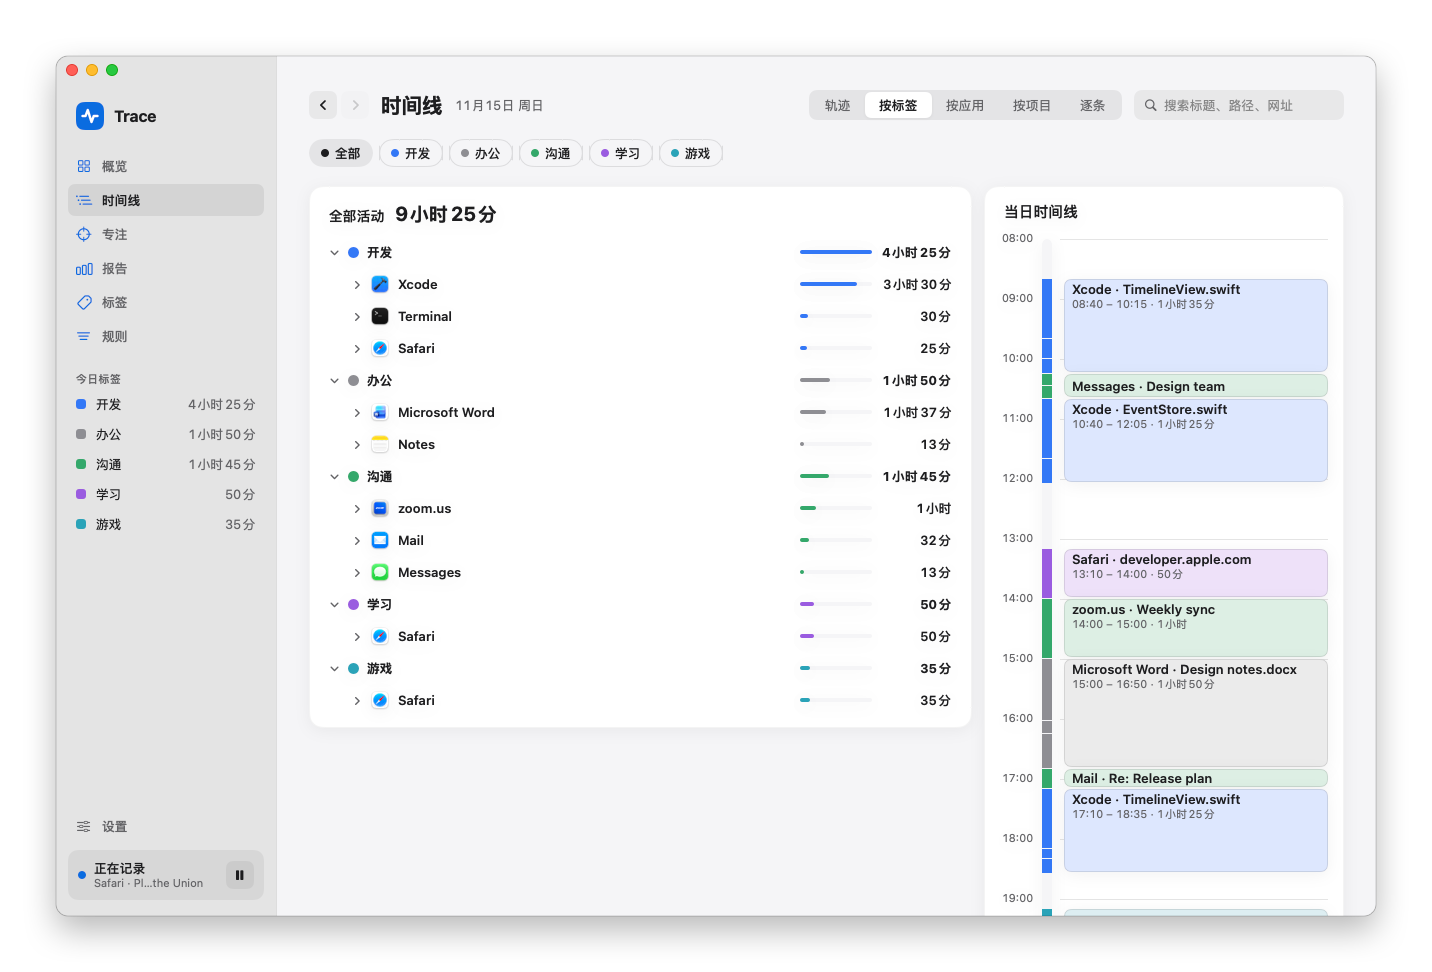 Trace
概览
时间线
专注
报告
标签
规则
今日标签
开发 4小时25分
办公 1小时50分
沟通 1小时45分
学习 50分
游戏 35分
设置
正在记录
Safari · Pl...the Union
时间线 11月15日 周日
轨迹 按标签 按应用 按项目 逐条
搜索标题、路径、网址
全部 开发 办公 沟通 学习 游戏
全部活动 9小时25分
开发 4小时25分
Xcode 3小时30分
Terminal 30分
Safari 25分
办公 1小时50分
Microsoft Word 1小时37分
Notes 13分
沟通 1小时45分
zoom.us 1小时
Mail 32分
Messages 13分
学习 50分
Safari 50分
游戏 35分
Safari 35分
当日时间线
08:00
Xcode · TimelineView.swift
08:40 – 10:15 · 1小时35分
09:00
10:00
Messages · Design team
Xcode · EventStore.swift
10:40 – 12:05 · 1小时25分
11:00
12:00
13:00
Safari · developer.apple.com
13:10 – 14:00 · 50分
14:00
zoom.us · Weekly sync
14:00 – 15:00 · 1小时
15:00
Microsoft Word · Design notes.docx
15:00 – 16:50 · 1小时50分
16:00
17:00
Mail · Re: Release plan
Xcode · TimelineView.swift
17:10 – 18:35 · 1小时25分
18:00
19:00